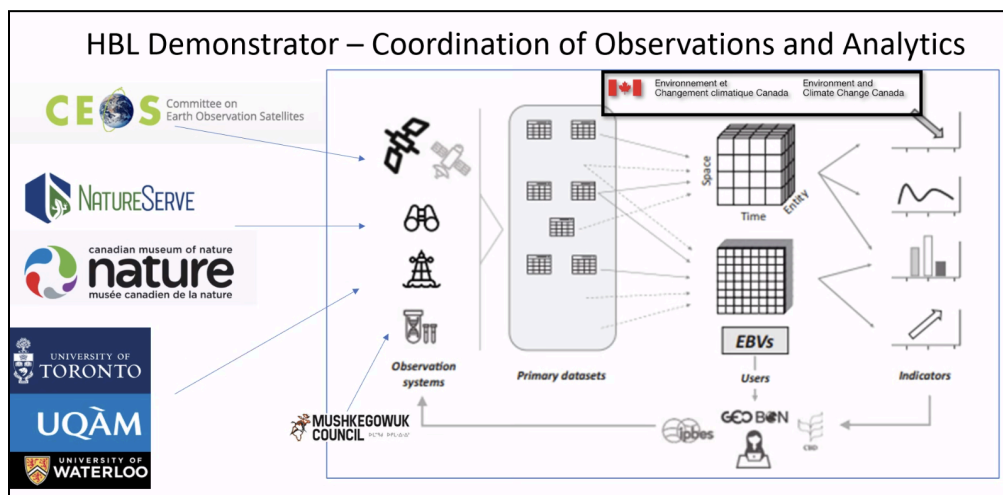 HBL Demonstrator – Coordination of Observations and Analytics
CEOS
Committee on
Earth Observation Satellites
Environnement et
Changement climatique Canada
Environment and
Climate Change Canada
NATURESERVE
canadian museum of nature
nature
musée canadien de la nature
UNIVERSITY OF
TORONTO
UQÀM
UNIVERSITY OF
WATERLOO
MUSHKEGOWUK
COUNCIL
Observation
systems
Primary datasets
Space
Time
Entity
EBVs
Users
ipbes
GEO BON
CBD
Indicators